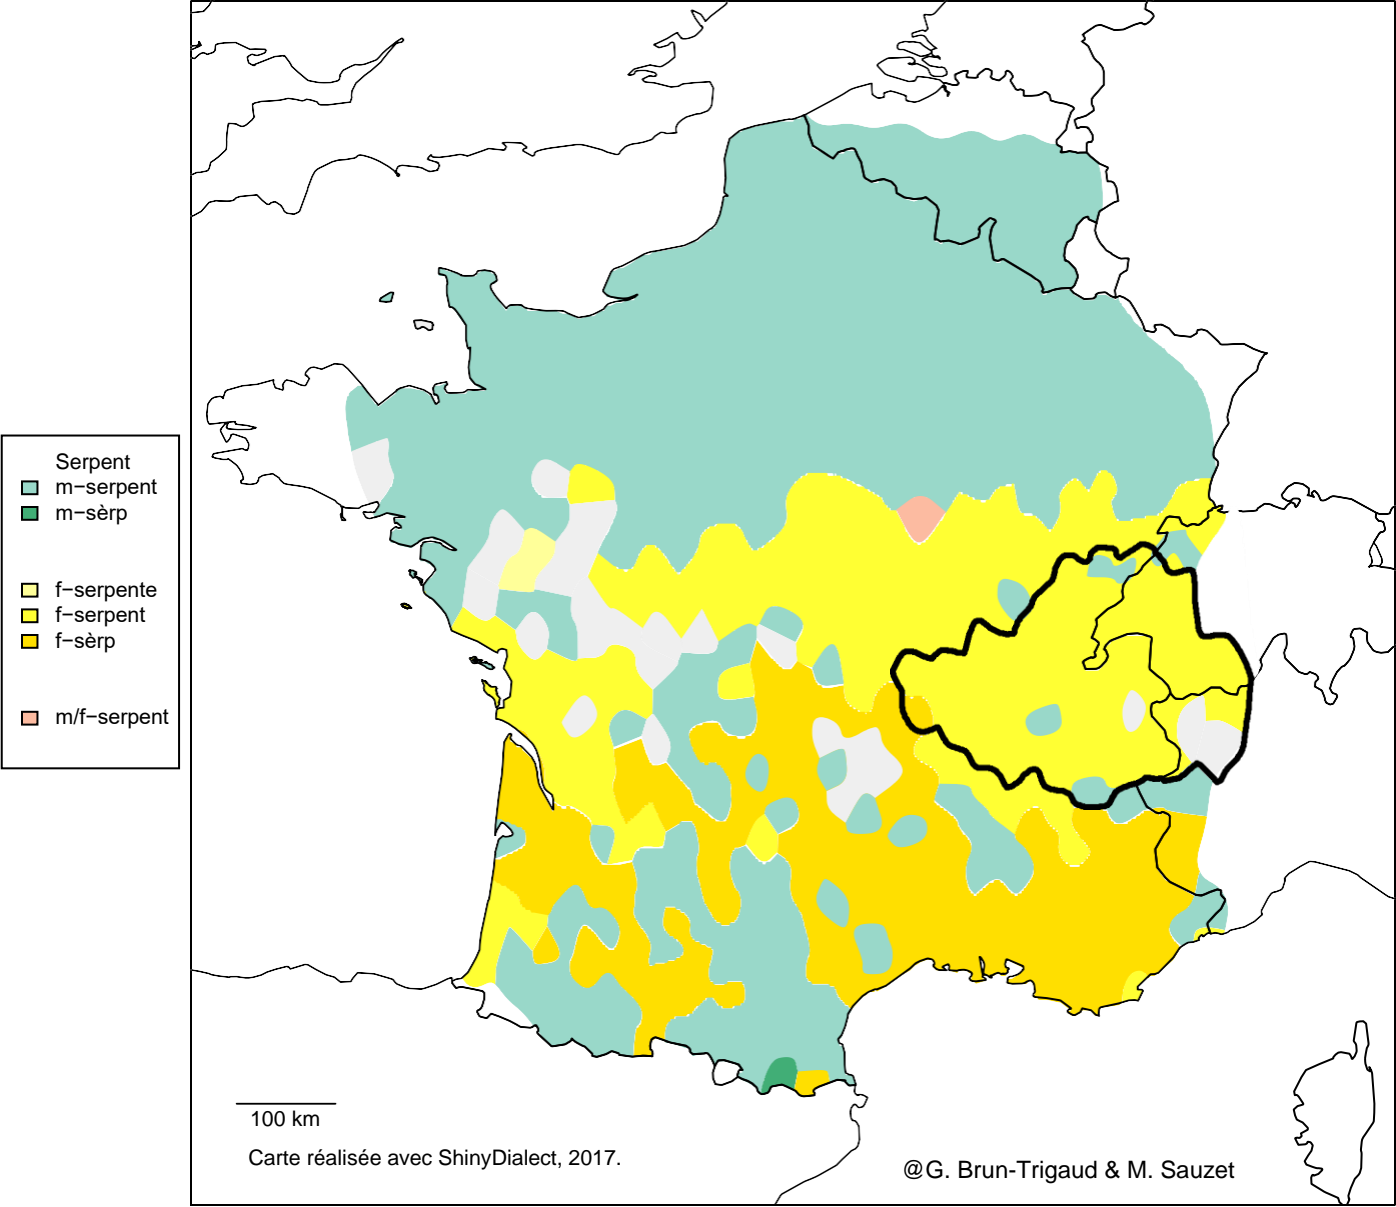 Serpent
m−serpent
m−sèrp
f−serpente
f−serpent
f−sèrp
m/f−serpent
100 km
Carte réalisée avec ShinyDialect, 2017.
@G. Brun-Trigaud & M. Sauzet